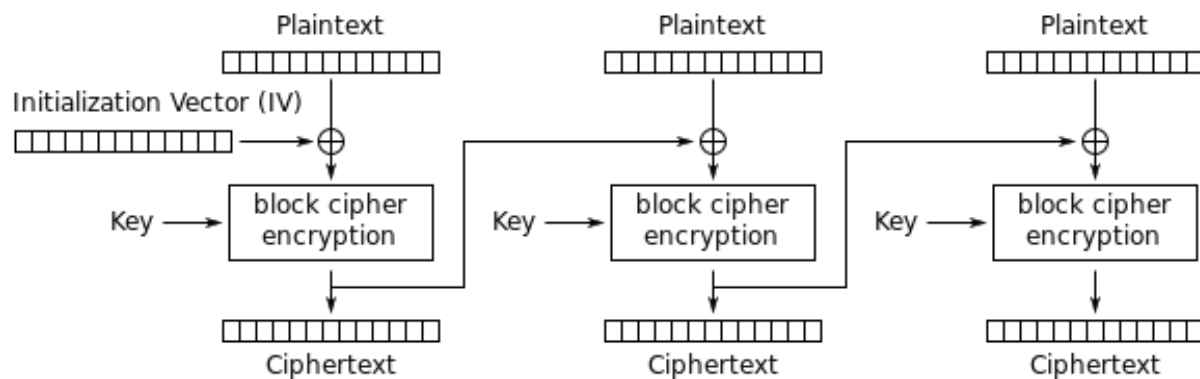 Plaintext
Plaintext
Plaintext
Initialization Vector (IV)
Key
block cipher
encryption
Key
block cipher
encryption
Key
block cipher
encryption
Ciphertext
Ciphertext
Ciphertext